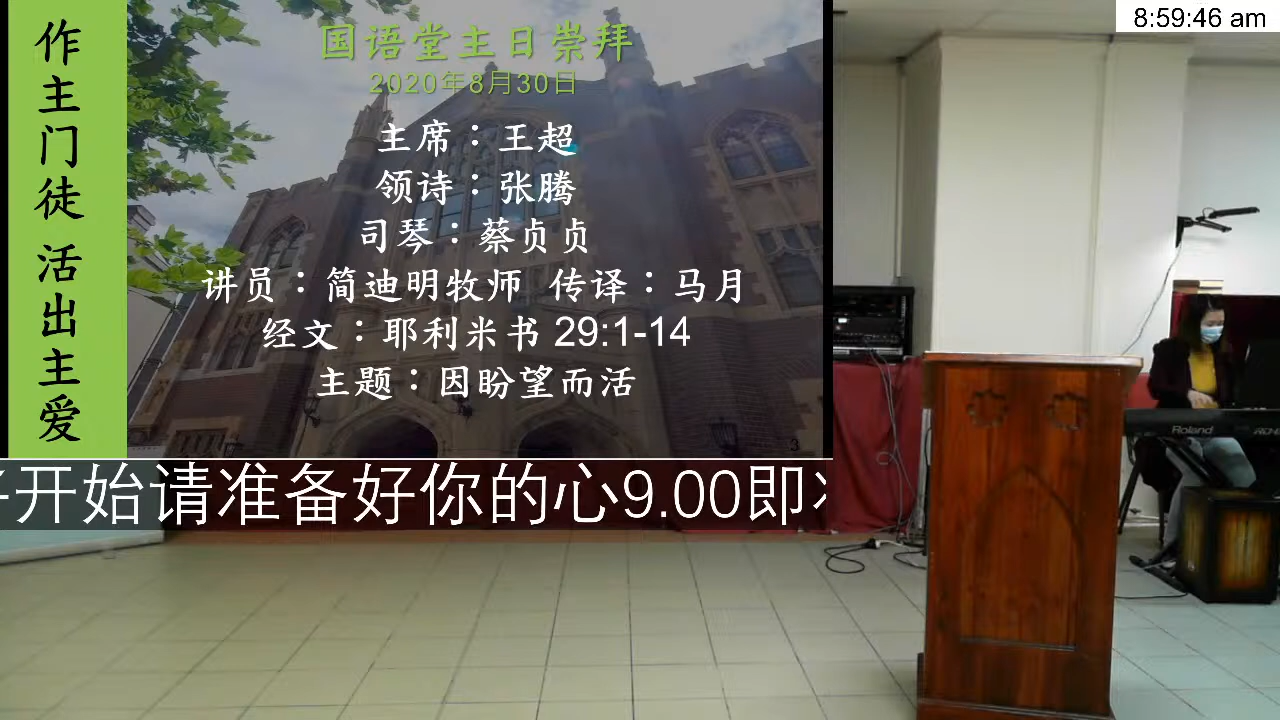 8:59:46 am
作主门徒 活出主爱
国语堂主日崇拜
2020年8月30日
主席：王超
领诗：张腾
司琴：蔡贞贞
讲员：简迪明牧师 传译：马月
经文：耶利米书 29:1-14
主题：因盼望而活
3
开始请准备好你的心9.00即
Roland